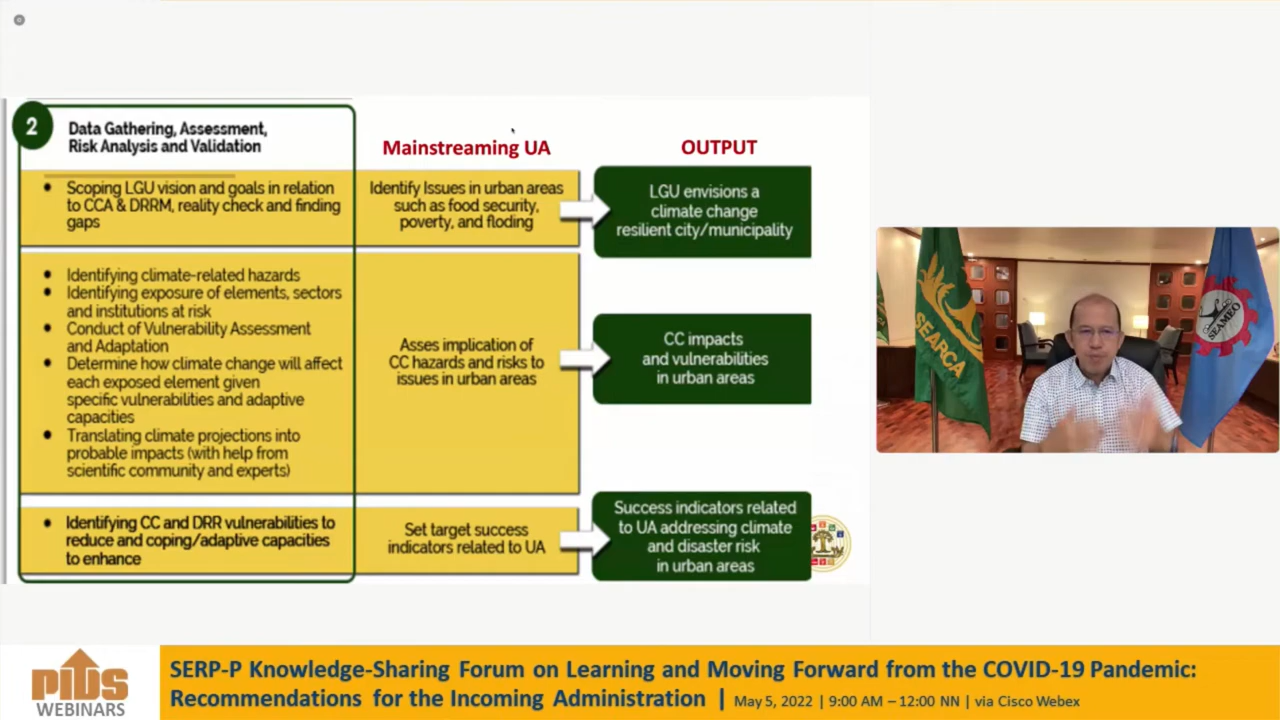 2
Data Gathering, Assessment,
Risk Analysis and Validation
Mainstreaming UA
OUTPUT
Scoping LGU vision and goals in relation
to CCA & DRRM, reality check and finding
gaps
Identify Issues in urban areas
such as food security,
poverty, and floding
LGU envisions a
climate change
resilient city/municipality
Identifying climate-related hazards
Identifying exposure of elements, sectors
and institutions at risk
Conduct of Vulnerability Assessment
and Adaptation
Determine how climate change will affect
each exposed element given
specific vulnerabilities and adaptive
capacities
Translating climate projections into
probable impacts (with help from
scientific community and experts)
Asses implication of
CC hazards and risks to
issues in urban areas
CC impacts
and vulnerabilities
in urban areas
Identifying CC and DRR vulnerabilities to
reduce and coping/adaptive capacities
to enhance
Set target success
indicators related to UA
Success indicators related
to UA addressing climate
and disaster risk
in urban areas
SEARCA
SEAMEO
PIDS
WEBINARS
SERP-P Knowledge-Sharing Forum on Learning and Moving Forward from the COVID-19 Pandemic:
Recommendations for the Incoming Administration | May 5, 2022 | 9:00 AM – 12:00 NN | via Cisco Webex